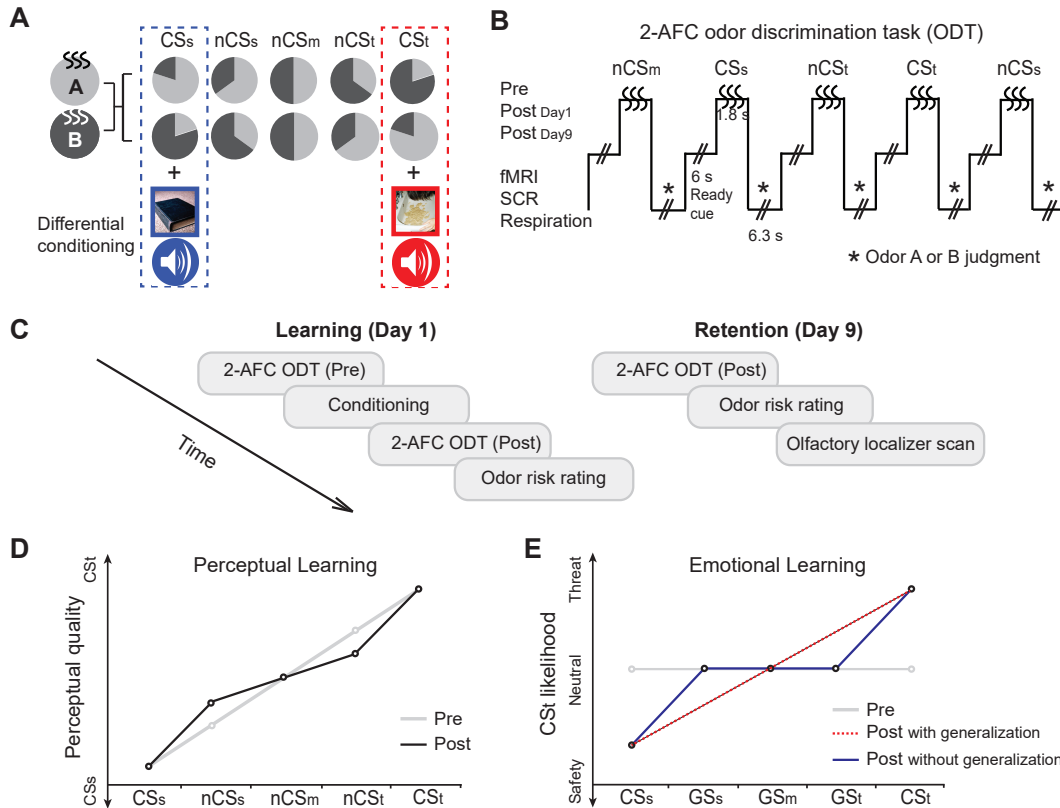 A
CSs nCSs nCSm nCSt CSt
A
B
+ +
Differential
conditioning
B
2-AFC odor discrimination task (ODT)
nCSm CSs nCSt CSt nCSs
Pre
Post Day1
Post Day9
1.8 s
fMRI
SCR
Respiration
6 s
Ready
cue
* * * * *
6.3 s
* Odor A or B judgment
C
Learning (Day 1)
2-AFC ODT (Pre)
Conditioning
2-AFC ODT (Post)
Odor risk rating
Time
Retention (Day 9)
2-AFC ODT (Post)
Odor risk rating
Olfactory localizer scan
D
Perceptual Learning
Perceptual quality
CSt
CSs
Pre
Post
CSs nCSs nCSm nCSt CSt
E
Emotional Learning
CSt likelihood
Threat
Neutral
Safety
Pre
Post with generalization
Post without generalization
CSs GSs GSm GSt CSt